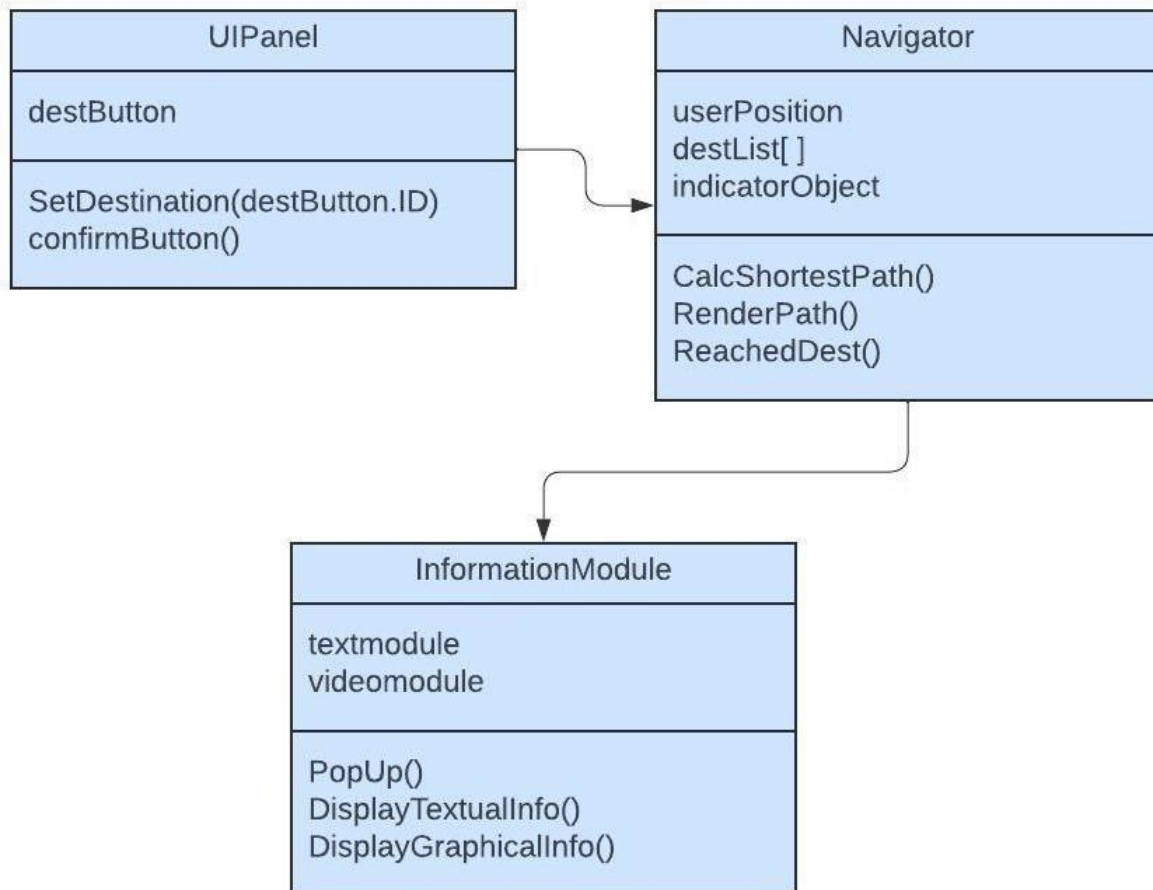 UIPanel
destButton
SetDestination(destButton.ID)
confirmButton()
Navigator
userPosition
destList[ ]
indicatorObject
CalcShortestPath()
RenderPath()
ReachedDest()
InformationModule
textmodule
videomodule
PopUp()
DisplayTextualInfo()
DisplayGraphicalInfo()